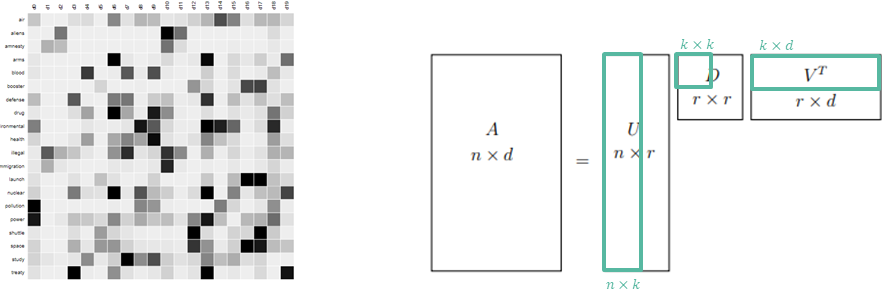 d0 d1 d2 d3 d4 d5 d6 d7 d8 d9 d10 d11 d12 d13 d14 d15 d16 d17 d18 d19
air
aliens
amnesty
arms
blood
booster
defense
drug
ironmental
health
illegal
mmigration
launch
nuclear
pollution
power
shuttle
space
study
treaty
A
n × d
=
U
n × r
n × k
k × k
D
r × r
k × d
V^T
r × d